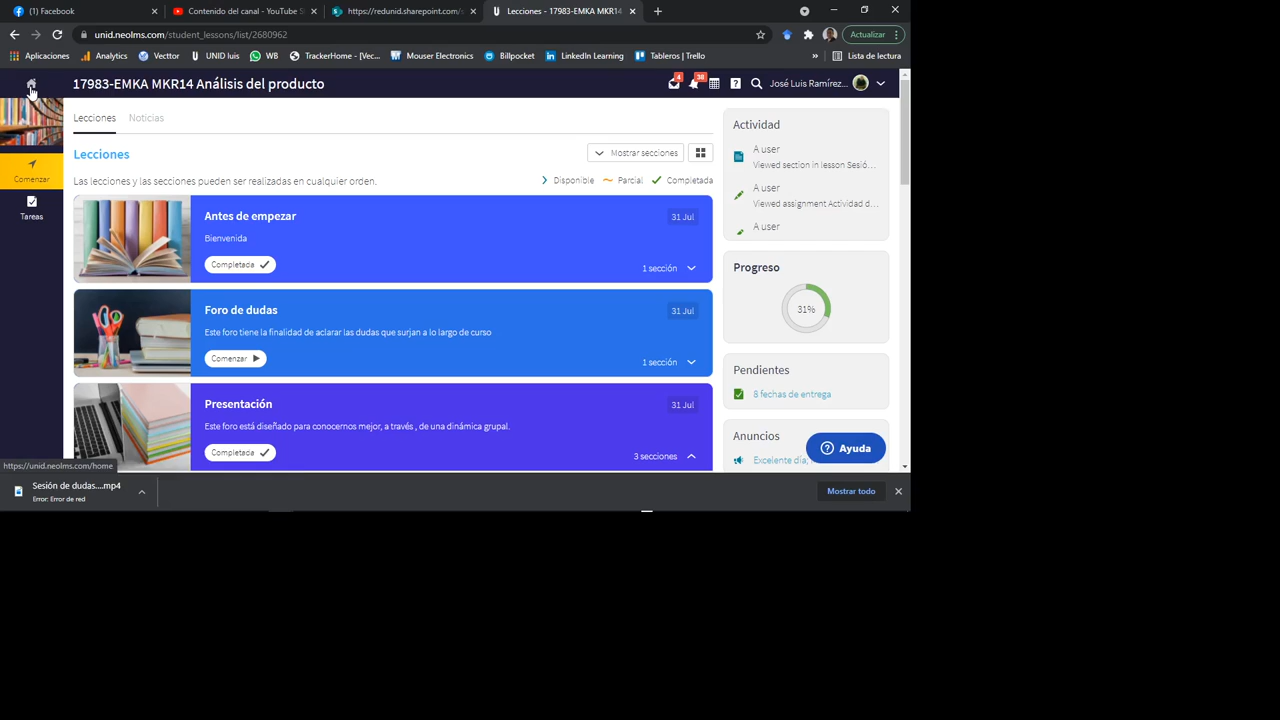 (1) Facebook
Contenido del canal - YouTube S
https://redunid.sharepoint.com/s
Lecciones - 17983-EMKA MKR14
unid.neolms.com/student_lessons/list/2680962
Actualizar
Aplicaciones
Analytics
Vecttor
UNID luis
WB
TrackerHome - [Vec...
Mouser Electronics
Billpocket
LinkedIn Learning
Tableros | Trello
»
Lista de lectura
17983-EMKA MKR14 Análisis del producto
4
38
José Luis Ramírez...
Lecciones
Noticias
Comenzar
Tareas
Lecciones
Mostrar secciones
Las lecciones y las secciones pueden ser realizadas en cualquier orden.
Disponible
Parcial
Completada
Antes de empezar
31 Jul
Bienvenida
Completada
1 sección
Foro de dudas
31 Jul
Este foro tiene la finalidad de aclarar las dudas que surjan a lo largo de curso
Comenzar
1 sección
Presentación
31 Jul
Este foro está diseñado para conocernos mejor, a través , de una dinámica grupal.
Completada
3 secciones
Actividad
A user
Viewed section in lesson Sesió...
A user
Viewed assignment Actividad d...
A user
Progreso
31%
Pendientes
8 fechas de entrega
Anuncios
Excelente día,
Ayuda
https://unid.neolms.com/home
Sesión de dudas....mp4
Error: Error de red
Mostrar todo